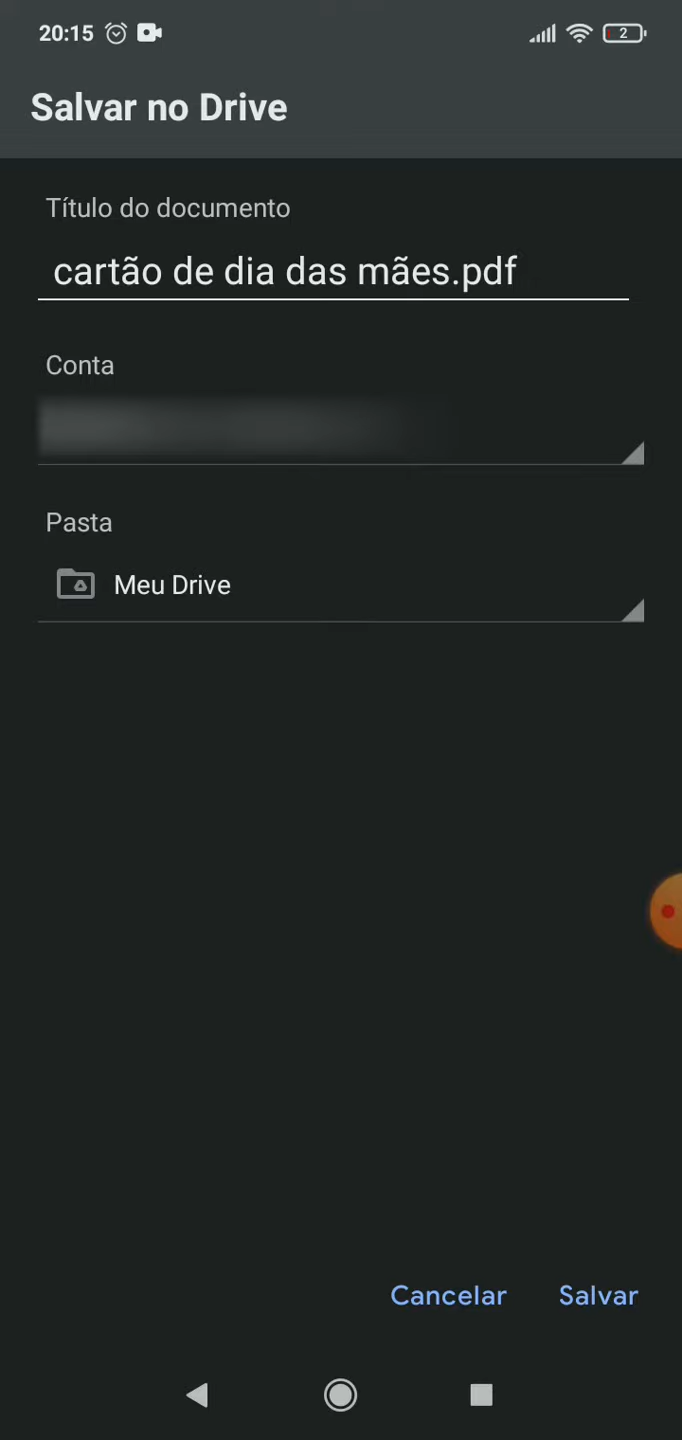 20:15
2
Salvar no Drive
Título do documento
cartão de dia das mães.pdf
Conta
Pasta
Meu Drive
Cancelar
Salvar